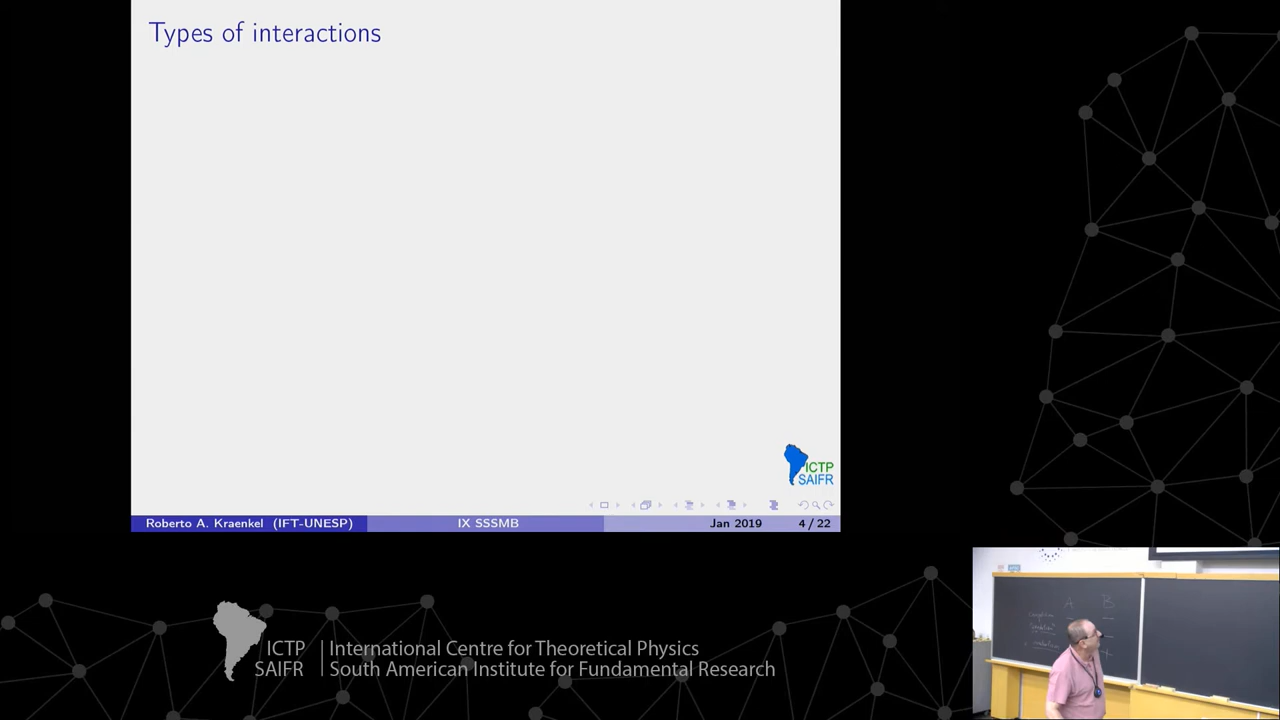 Types of interactions
ICTP
SAIFR
Roberto A. Kraenkel (IFT-UNESP) IX SSSMB Jan 2019 4 / 22
A B
ICTP International Centre for Theoretical Physics
SAIFR South American Institute for Fundamental Research